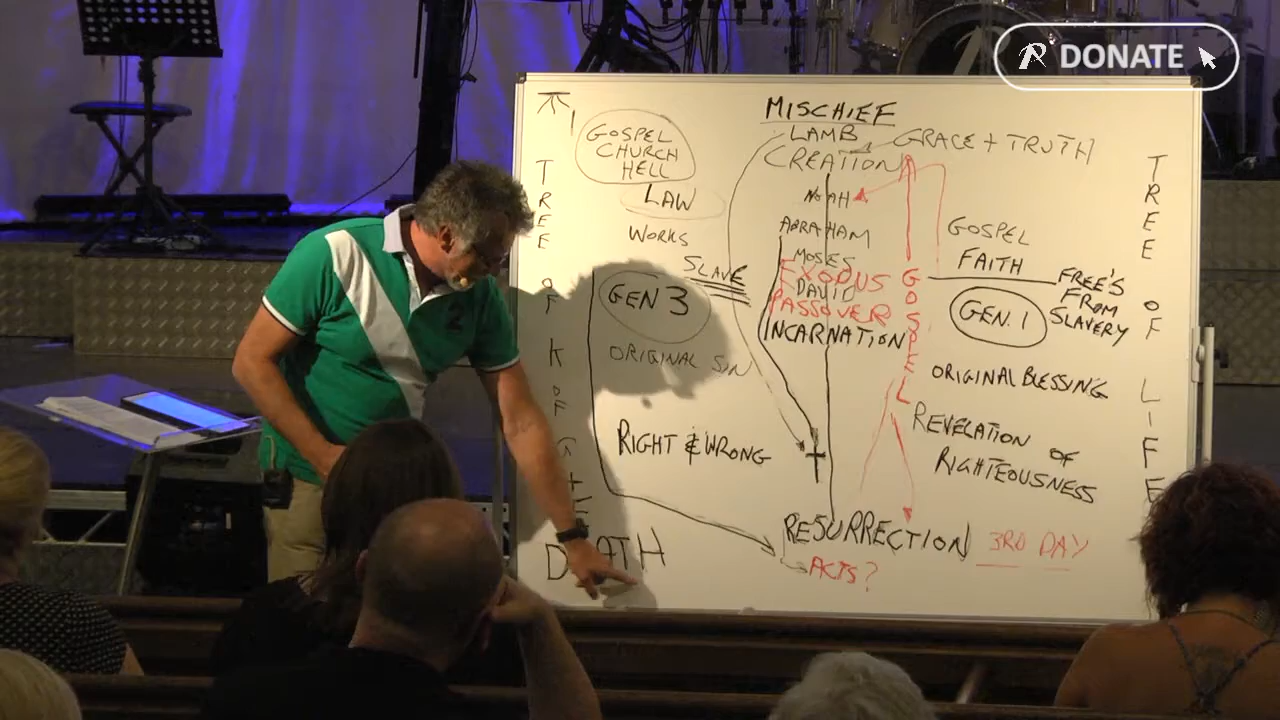 DONATE
MISCHIEF
LAMB
GRACE + TRUTH
CREATION
GOSPEL
CHURCH
HELL
LAW
WORKS
SLAVE
GEN 3
ORIGINAL SIN
RIGHT & WRONG
DEATH
TREE OF K OF G +
NOAH
ABRAHAM
MOSES
EXODUS
DAVID
PASSOVER
INCARNATION
GOSPEL
RESURRECTION 3RD DAY
ACTS?
GOSPEL
FAITH
FREE'S
FROM
SLAVERY
GEN. 1
ORIGINAL BLESSING
REVELATION OF
RIGHTEOUSNESS
TREE OF LIFE
2